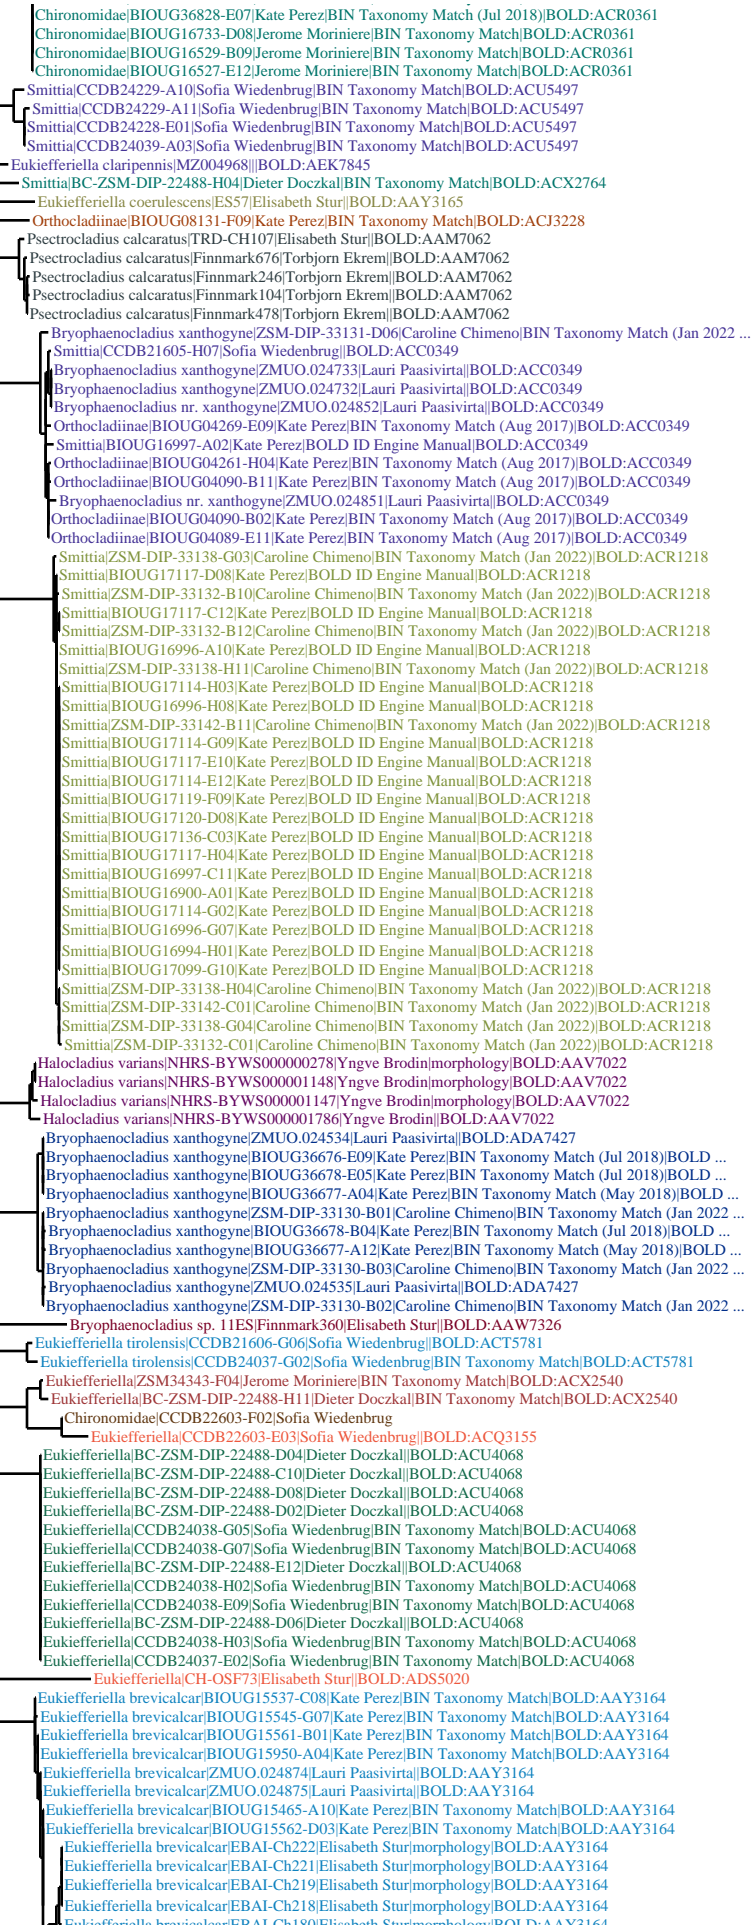 Chironomidae|BIOUG36828-E07|Kate Perez|BIN Taxonomy Match (Jul 2018)|BOLD:ACR0361
Chironomidae|BIOUG16733-D08|Jerome Moriniere|BIN Taxonomy Match|BOLD:ACR0361
Chironomidae|BIOUG16529-B09|Jerome Moriniere|BIN Taxonomy Match|BOLD:ACR0361
Chironomidae|BIOUG16527-E12|Jerome Moriniere|BIN Taxonomy Match|BOLD:ACR0361
Smittia|CCDB24229-A10|Sofia Wiedenbrug|BIN Taxonomy Match|BOLD:ACU5497
Smittia|CCDB24229-A11|Sofia Wiedenbrug|BIN Taxonomy Match|BOLD:ACU5497
Smittia|CCDB24228-E01|Sofia Wiedenbrug|BIN Taxonomy Match|BOLD:ACU5497
Smittia|CCDB24039-A03|Sofia Wiedenbrug|BIN Taxonomy Match|BOLD:ACU5497
Eukiefferiella claripennis|MZ004968|||BOLD:AEK7845
Smittia|BC-ZSM-DIP-22488-H04|Dieter Doczkal|BIN Taxonomy Match|BOLD:ACX2764
Eukiefferiella coerulescens|ES57|Elisabeth Stur||BOLD:AAY3165
Orthocladiinae|BIOUG08131-F09|Kate Perez|BIN Taxonomy Match|BOLD:ACJ3228
Psectrocladius calcaratus|TRD-CH107|Elisabeth Stur||BOLD:AAM7062
Psectrocladius calcaratus|Finnmark676|Torbjorn Ekrem||BOLD:AAM7062
Psectrocladius calcaratus|Finnmark246|Torbjorn Ekrem||BOLD:AAM7062
Psectrocladius calcaratus|Finnmark104|Torbjorn Ekrem||BOLD:AAM7062
Psectrocladius calcaratus|Finnmark478|Torbjorn Ekrem||BOLD:AAM7062
Bryophaenocladius xanthogyne|ZSM-DIP-33131-D06|Caroline Chimeno|BIN Taxonomy Match (Jan 2022 ...
Smittia|CCDB21605-H07|Sofia Wiedenbrug||BOLD:ACC0349
Bryophaenocladius xanthogyne|ZMUO.024733|Lauri Paasivirta||BOLD:ACC0349
Bryophaenocladius xanthogyne|ZMUO.024732|Lauri Paasivirta||BOLD:ACC0349
Bryophaenocladius nr. xanthogyne|ZMUO.024852|Lauri Paasivirta||BOLD:ACC0349
Orthocladiinae|BIOUG04269-E09|Kate Perez|BIN Taxonomy Match (Aug 2017)|BOLD:ACC0349
Smittia|BIOUG16997-A02|Kate Perez|BOLD ID Engine Manual|BOLD:ACC0349
Orthocladiinae|BIOUG04261-H04|Kate Perez|BIN Taxonomy Match (Aug 2017)|BOLD:ACC0349
Orthocladiinae|BIOUG04090-B11|Kate Perez|BIN Taxonomy Match (Aug 2017)|BOLD:ACC0349
Bryophaenocladius nr. xanthogyne|ZMUO.024851|Lauri Paasivirta||BOLD:ACC0349
Orthocladiinae|BIOUG04090-B02|Kate Perez|BIN Taxonomy Match (Aug 2017)|BOLD:ACC0349
Orthocladiinae|BIOUG04089-E11|Kate Perez|BIN Taxonomy Match (Aug 2017)|BOLD:ACC0349
Smittia|ZSM-DIP-33138-G03|Caroline Chimeno|BIN Taxonomy Match (Jan 2022)|BOLD:ACR1218
Smittia|BIOUG17117-D08|Kate Perez|BOLD ID Engine Manual|BOLD:ACR1218
Smittia|ZSM-DIP-33132-B10|Caroline Chimeno|BIN Taxonomy Match (Jan 2022)|BOLD:ACR1218
Smittia|BIOUG17117-C12|Kate Perez|BOLD ID Engine Manual|BOLD:ACR1218
Smittia|ZSM-DIP-33132-B12|Caroline Chimeno|BIN Taxonomy Match (Jan 2022)|BOLD:ACR1218
Smittia|BIOUG16996-A10|Kate Perez|BOLD ID Engine Manual|BOLD:ACR1218
Smittia|ZSM-DIP-33138-H11|Caroline Chimeno|BIN Taxonomy Match (Jan 2022)|BOLD:ACR1218
Smittia|BIOUG17114-H03|Kate Perez|BOLD ID Engine Manual|BOLD:ACR1218
Smittia|BIOUG16996-H08|Kate Perez|BOLD ID Engine Manual|BOLD:ACR1218
Smittia|ZSM-DIP-33142-B11|Caroline Chimeno|BIN Taxonomy Match (Jan 2022)|BOLD:ACR1218
Smittia|BIOUG17114-G09|Kate Perez|BOLD ID Engine Manual|BOLD:ACR1218
Smittia|BIOUG17117-E10|Kate Perez|BOLD ID Engine Manual|BOLD:ACR1218
Smittia|BIOUG17114-E12|Kate Perez|BOLD ID Engine Manual|BOLD:ACR1218
Smittia|BIOUG17119-F09|Kate Perez|BOLD ID Engine Manual|BOLD:ACR1218
Smittia|BIOUG17120-D08|Kate Perez|BOLD ID Engine Manual|BOLD:ACR1218
Smittia|BIOUG17136-C03|Kate Perez|BOLD ID Engine Manual|BOLD:ACR1218
Smittia|BIOUG17117-H04|Kate Perez|BOLD ID Engine Manual|BOLD:ACR1218
Smittia|BIOUG16997-C11|Kate Perez|BOLD ID Engine Manual|BOLD:ACR1218
Smittia|BIOUG16900-A01|Kate Perez|BOLD ID Engine Manual|BOLD:ACR1218
Smittia|BIOUG17114-G02|Kate Perez|BOLD ID Engine Manual|BOLD:ACR1218
Smittia|BIOUG16996-G07|Kate Perez|BOLD ID Engine Manual|BOLD:ACR1218
Smittia|BIOUG16994-H01|Kate Perez|BOLD ID Engine Manual|BOLD:ACR1218
Smittia|BIOUG17099-G10|Kate Perez|BOLD ID Engine Manual|BOLD:ACR1218
Smittia|ZSM-DIP-33138-H04|Caroline Chimeno|BIN Taxonomy Match (Jan 2022)|BOLD:ACR1218
Smittia|ZSM-DIP-33142-C01|Caroline Chimeno|BIN Taxonomy Match (Jan 2022)|BOLD:ACR1218
Smittia|ZSM-DIP-33138-G04|Caroline Chimeno|BIN Taxonomy Match (Jan 2022)|BOLD:ACR1218
Smittia|ZSM-DIP-33132-C01|Caroline Chimeno|BIN Taxonomy Match (Jan 2022)|BOLD:ACR1218
Halocladius varians|NHRS-BYWS000000278|Yngve Brodin|morphology|BOLD:AAV7022
Halocladius varians|NHRS-BYWS000001148|Yngve Brodin|morphology|BOLD:AAV7022
Halocladius varians|NHRS-BYWS000001147|Yngve Brodin|morphology|BOLD:AAV7022
Halocladius varians|NHRS-BYWS000001786|Yngve Brodin||BOLD:AAV7022
Bryophaenocladius xanthogyne|ZMUO.024534|Lauri Paasivirta||BOLD:ADA7427
Bryophaenocladius xanthogyne|BIOUG36676-E09|Kate Perez|BIN Taxonomy Match (Jul 2018)|BOLD ...
Bryophaenocladius xanthogyne|BIOUG36678-E05|Kate Perez|BIN Taxonomy Match (Jul 2018)|BOLD ...
Bryophaenocladius xanthogyne|BIOUG36677-A04|Kate Perez|BIN Taxonomy Match (May 2018)|BOLD ...
Bryophaenocladius xanthogyne|ZSM-DIP-33130-B01|Caroline Chimeno|BIN Taxonomy Match (Jan 2022 ...
Bryophaenocladius xanthogyne|BIOUG36678-B04|Kate Perez|BIN Taxonomy Match (Jul 2018)|BOLD ...
Bryophaenocladius xanthogyne|BIOUG36677-A12|Kate Perez|BIN Taxonomy Match (May 2018)|BOLD ...
Bryophaenocladius xanthogyne|ZSM-DIP-33130-B03|Caroline Chimeno|BIN Taxonomy Match (Jan 2022 ...
Bryophaenocladius xanthogyne|ZMUO.024535|Lauri Paasivirta||BOLD:ADA7427
Bryophaenocladius xanthogyne|ZSM-DIP-33130-B02|Caroline Chimeno|BIN Taxonomy Match (Jan 2022 ...
Bryophaenocladius sp. 11ES|Finnmark360|Elisabeth Stur||BOLD:AAW7326
Eukiefferiella tirolensis|CCDB21606-G06|Sofia Wiedenbrug||BOLD:ACT5781
Eukiefferiella tirolensis|CCDB24037-G02|Sofia Wiedenbrug|BIN Taxonomy Match|BOLD:ACT5781
Eukiefferiella|ZSM34343-F04|Jerome Moriniere|BIN Taxonomy Match|BOLD:ACX2540
Eukiefferiella|BC-ZSM-DIP-22488-H11|Dieter Doczkal|BIN Taxonomy Match|BOLD:ACX2540
Chironomidae|CCDB22603-F02|Sofia Wiedenbrug
Eukiefferiella|CCDB22603-E03|Sofia Wiedenbrug||BOLD:ACQ3155
Eukiefferiella|BC-ZSM-DIP-22488-D04|Dieter Doczkal||BOLD:ACU4068
Eukiefferiella|BC-ZSM-DIP-22488-C10|Dieter Doczkal||BOLD:ACU4068
Eukiefferiella|BC-ZSM-DIP-22488-D08|Dieter Doczkal||BOLD:ACU4068
Eukiefferiella|BC-ZSM-DIP-22488-D02|Dieter Doczkal||BOLD:ACU4068
Eukiefferiella|CCDB24038-G05|Sofia Wiedenbrug|BIN Taxonomy Match|BOLD:ACU4068
Eukiefferiella|CCDB24038-G07|Sofia Wiedenbrug|BIN Taxonomy Match|BOLD:ACU4068
Eukiefferiella|BC-ZSM-DIP-22488-E12|Dieter Doczkal||BOLD:ACU4068
Eukiefferiella|CCDB24038-H02|Sofia Wiedenbrug|BIN Taxonomy Match|BOLD:ACU4068
Eukiefferiella|CCDB24038-E09|Sofia Wiedenbrug|BIN Taxonomy Match|BOLD:ACU4068
Eukiefferiella|BC-ZSM-DIP-22488-D06|Dieter Doczkal||BOLD:ACU4068
Eukiefferiella|CCDB24038-H03|Sofia Wiedenbrug|BIN Taxonomy Match|BOLD:ACU4068
Eukiefferiella|CCDB24037-E02|Sofia Wiedenbrug|BIN Taxonomy Match|BOLD:ACU4068
Eukiefferiella|CH-OSF73|Elisabeth Stur||BOLD:ADS5020
Eukiefferiella brevicalcar|BIOUG15537-C08|Kate Perez|BIN Taxonomy Match|BOLD:AAY3164
Eukiefferiella brevicalcar|BIOUG15545-G07|Kate Perez|BIN Taxonomy Match|BOLD:AAY3164
Eukiefferiella brevicalcar|BIOUG15561-B01|Kate Perez|BIN Taxonomy Match|BOLD:AAY3164
Eukiefferiella brevicalcar|BIOUG15950-A04|Kate Perez|BIN Taxonomy Match|BOLD:AAY3164
Eukiefferiella brevicalcar|ZMUO.024874|Lauri Paasivirta||BOLD:AAY3164
Eukiefferiella brevicalcar|ZMUO.024875|Lauri Paasivirta||BOLD:AAY3164
Eukiefferiella brevicalcar|BIOUG15465-A10|Kate Perez|BIN Taxonomy Match|BOLD:AAY3164
Eukiefferiella brevicalcar|BIOUG15562-D03|Kate Perez|BIN Taxonomy Match|BOLD:AAY3164
Eukiefferiella brevicalcar|EBAI-Ch222|Elisabeth Stur|morphology|BOLD:AAY3164
Eukiefferiella brevicalcar|EBAI-Ch221|Elisabeth Stur|morphology|BOLD:AAY3164
Eukiefferiella brevicalcar|EBAI-Ch219|Elisabeth Stur|morphology|BOLD:AAY3164
Eukiefferiella brevicalcar|EBAI-Ch218|Elisabeth Stur|morphology|BOLD:AAY3164
Eukiefferiella brevicalcar|EBAI-Ch180|Elisabeth Stur|morphology|BOLD:AAY3164